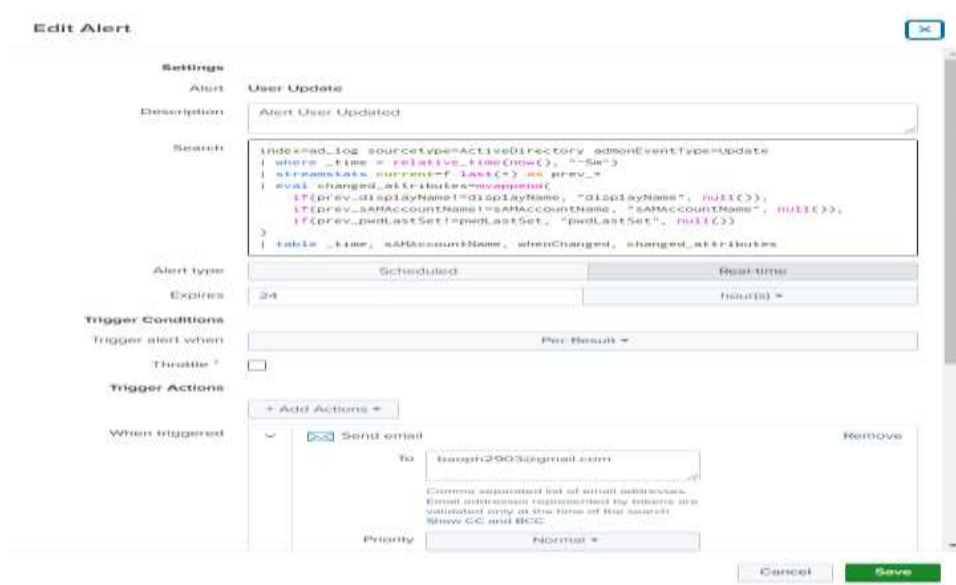 Edit Alert
Settings
Alert User Update
Description Alert User Updated
Search index=ad_log sourcetype=ActiveDirectory admonEventType=Update
| where _time = relative_time(now(), "-5m")
| streamstats current=f last(*) as prev_*
| eval changed_attributes=mvappend(
if(prev_displayName!=displayName, "displayName", null()),
if(prev_sAMAccountName!=sAMAccountName, "sAMAccountName", null()),
if(prev_pwdLastSet!=pwdLastSet, "pwdLastSet", null())
)
| table _time, sAMAccountName, whenChanged, changed_attributes
Alert type Scheduled Real-time
Expires 24 hour(s)
Trigger Conditions
Trigger alert when Per-Result
Throttle ?
Trigger Actions
+ Add Actions
When triggered Send email Remove
To baoph2903@gmail.com
Comma separated list of email addresses.
Email addresses represented by tokens are
validated only at the time of the search.
Show CC and BCC
Priority Normal
Cancel Save